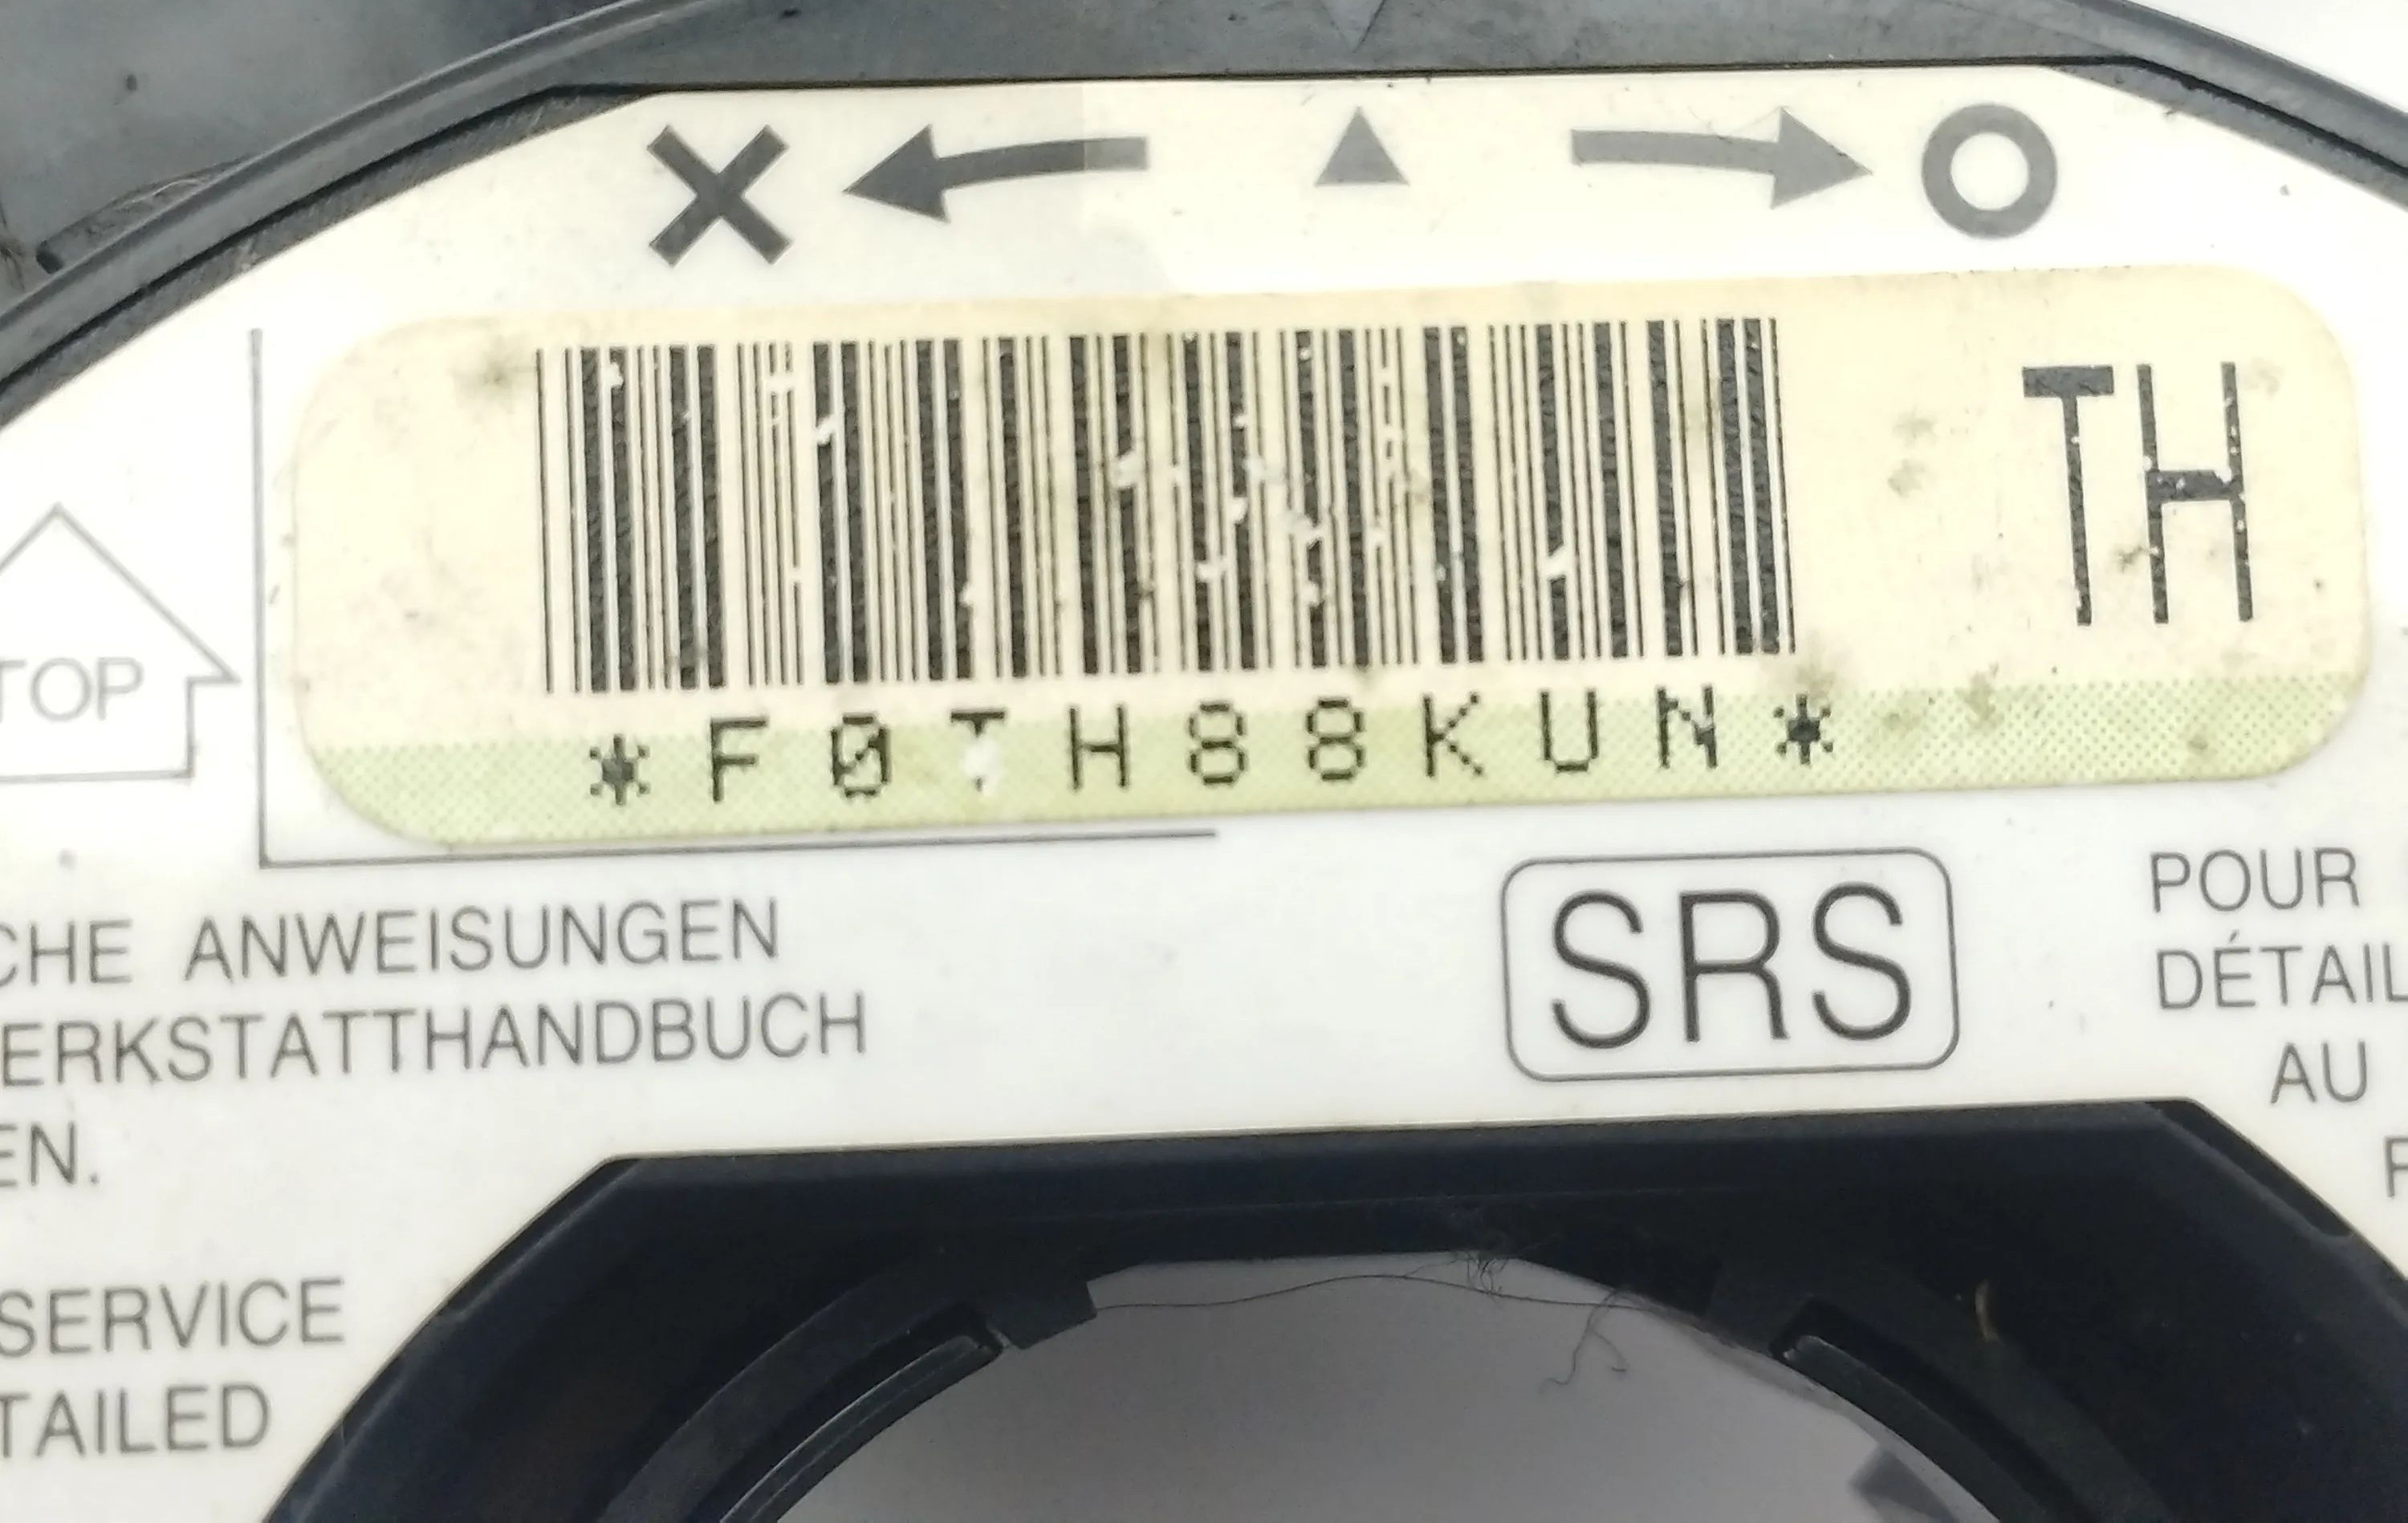 TH
*F0TH88KUN*
TOP
SRS
CHE ANWEISUNGEN
ERKSTATTHANDBUCH
EN.
POUR
DÉTAIL
AU
SERVICE
TAILED